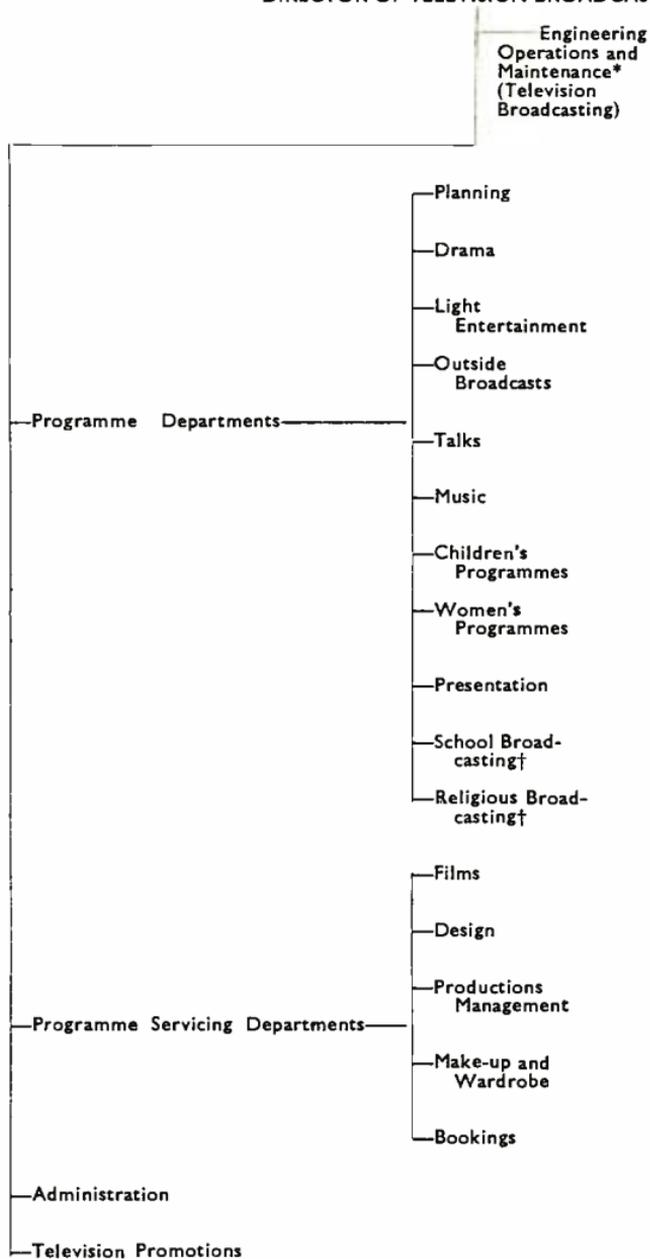 Engineering
Operations and
Maintenance*
(Television
Broadcasting)
Planning
Drama
Light
Entertainment
Outside
Broadcasts
Programme Departments
Talks
Music
Children's
Programmes
Women's
Programmes
Presentation
School Broad-
casting†
Religious Broad-
casting†
Films
Design
Productions
Management
Programme Servicing Departments
Make-up and
Wardrobe
Bookings
Administration
Television Promotions